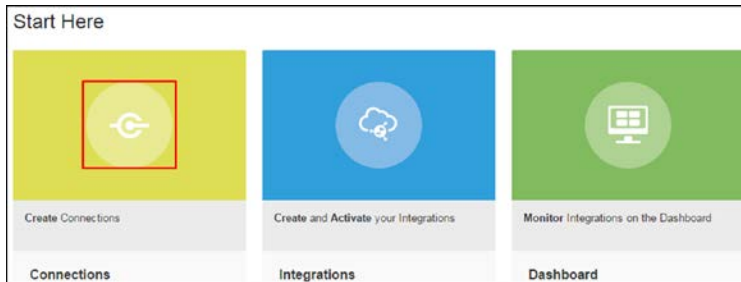 Start Here
Create Connections
Create and Activate your Integrations
Monitor Integrations on the Dashboard
Connections
Integrations
Dashboard